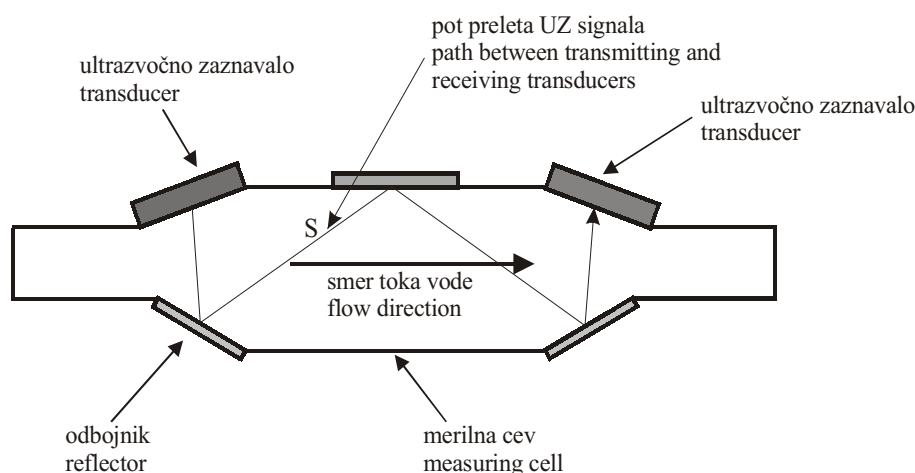 pot preleta UZ signala
path between transmitting and
receiving transducers
ultrazvočno zaznavalo
transducer
ultrazvočno zaznavalo
transducer
S
smer toka vode
flow direction
odbojnik
reflector
merilna cev
measuring cell